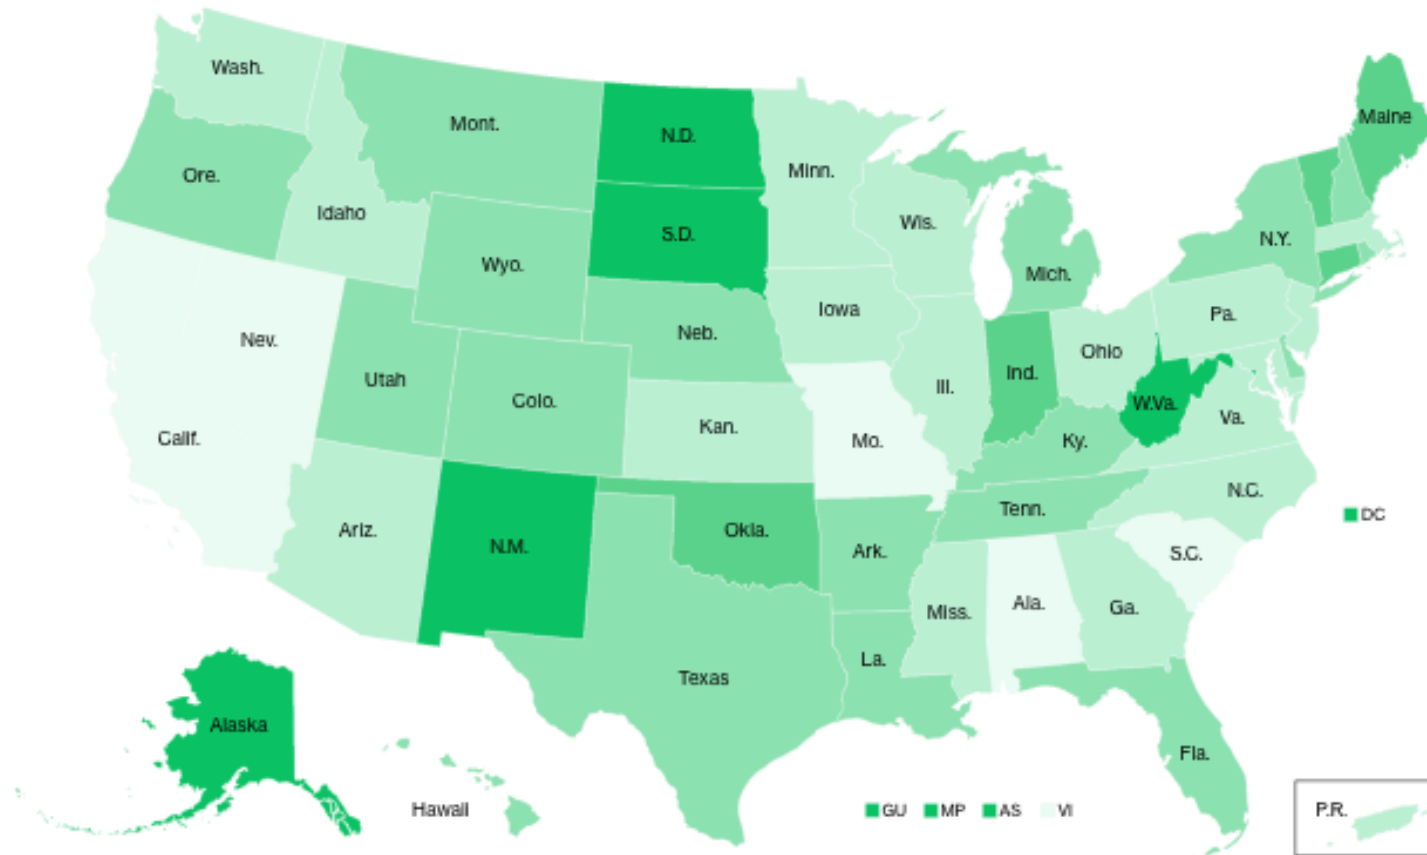 Wash.
Mont.
N.D.
Maine
Minn.
Ore.
Idaho
Wis.
S.D.
N.Y.
Wyo.
Mich.
Iowa
Pa.
Neb.
Nev.
Ohio
Utah
Ind.
Ill.
Colo.
W.Va.
Va.
Kan.
Calif.
Mo.
Ky.
N.C.
Tenn.
DC
Ariz.
Okla.
N.M.
Ark.
S.C.
Ala.
Ga.
Miss.
La.
Texas
Alaska
Fla.
Hawaii
GU MP AS VI
P.R.